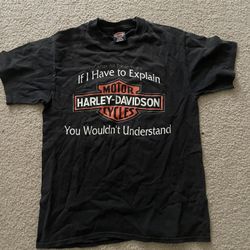 If I Have to Explain
MOTOR
HARLEY-DAVIDSON
CYCLES
You Wouldn't Understand